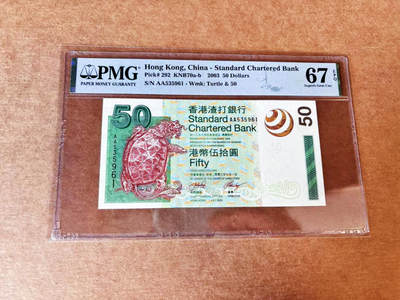 PMG
PAPER MONEY GUARANTY
Hong Kong, China - Standard Chartered Bank
Pick# 292 KNB70a-b 2003 50 Dollars
S/N AA535961 - Wmk: Turtle & 50
67 EPQ
Superb Gem Unc
50
香港渣打銀行
Standard
Chartered Bank
AA535961
港幣伍拾圓
Fifty
50
AA535961